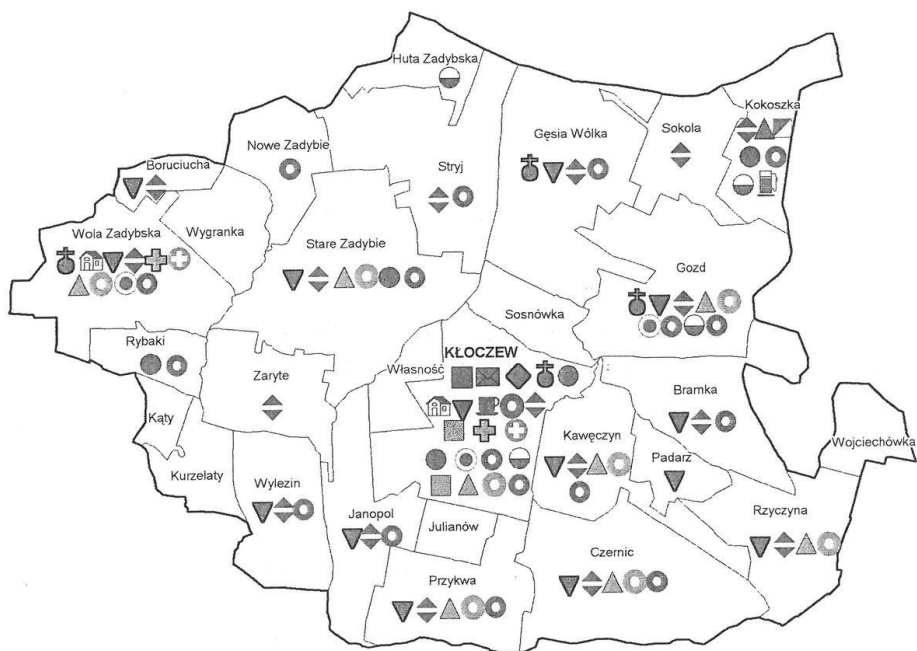 Huta Zadybska
Kokoszka
Sokola
Gęsia Wólka
Nowe Zadybie
Boruciucha
Stryj
Wola Zadybska
Wygranka
Stare Zadybie
Gozd
Sosnówka
Rybaki
KŁOCZEW
Własność
Zaryte
Bramka
Kąty
Kawęczyn
Wojciechówka
Padarz
Kurzelaty
Wylezin
Rzyczyna
Janopol
Julianów
Czernic
Przykwa